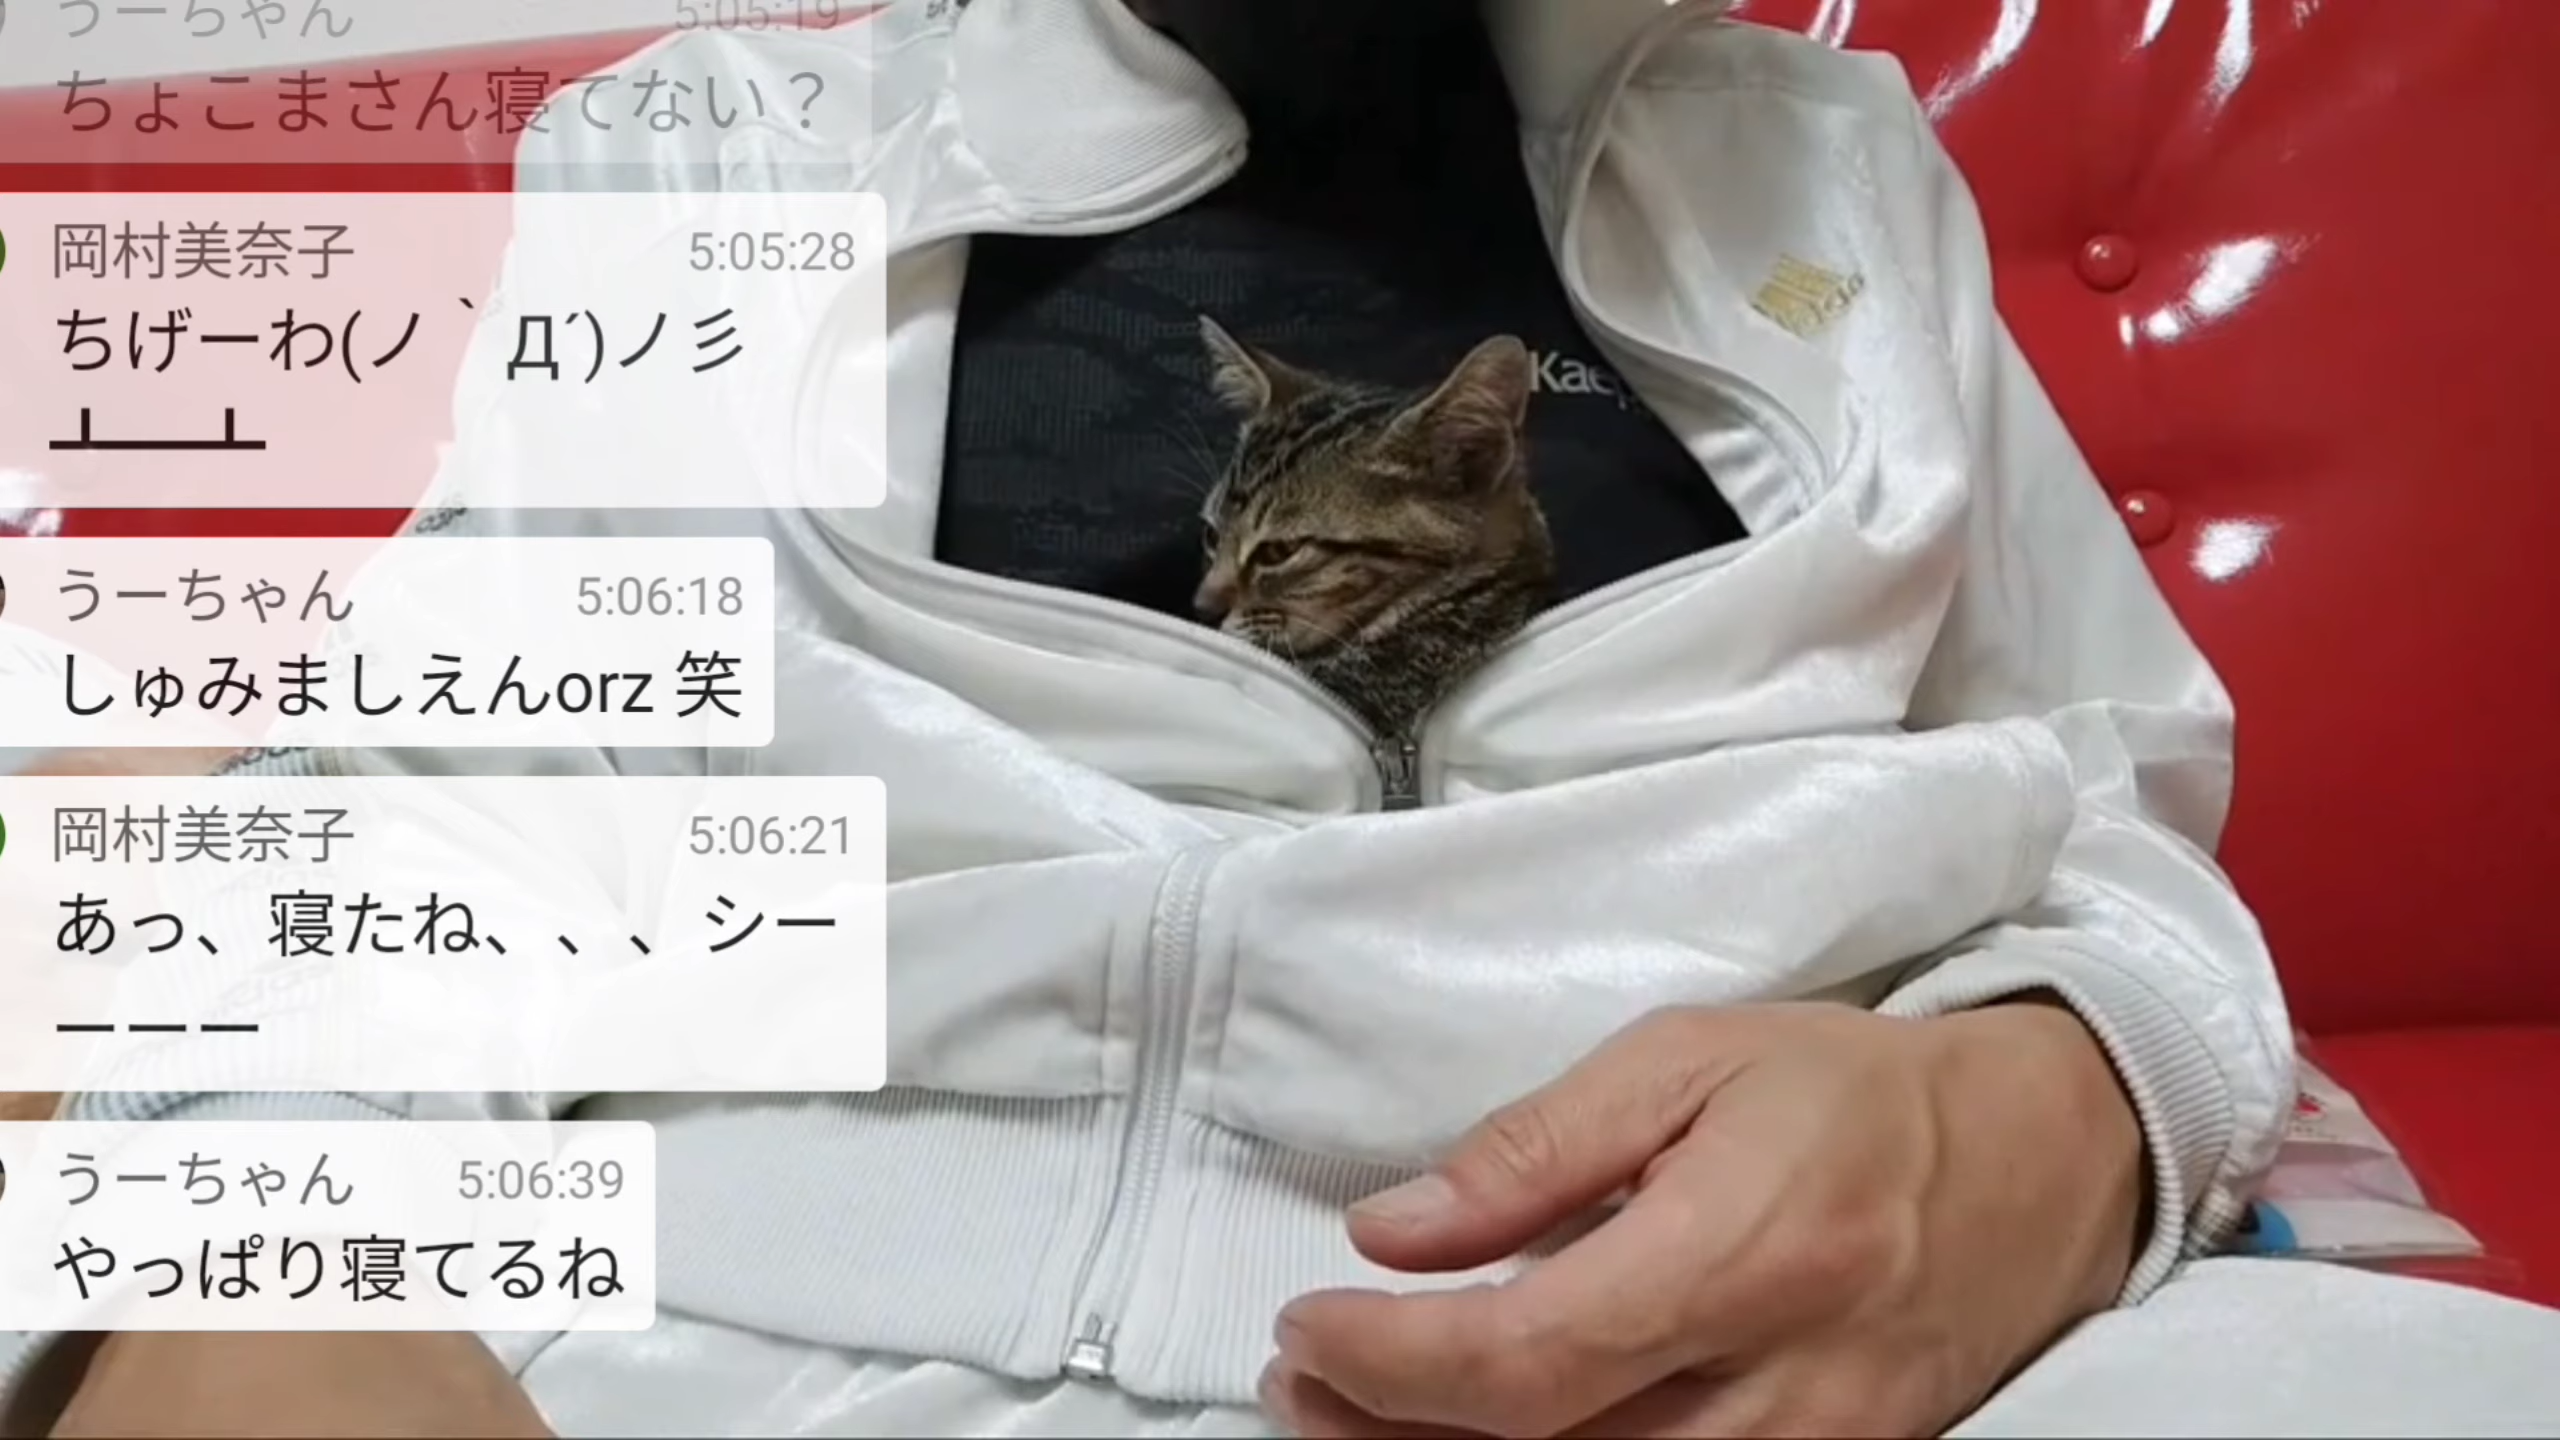 うーちゃん 5:05:19
ちょこまさん寝てない？
岡村美奈子 5:05:28
ちげーわ(ノ｀Д´)ノ彡
┻━┻
うーちゃん 5:06:18
しゅみましえんorz 笑
岡村美奈子 5:06:21
あっ、寝たね、、、シー
ーーー
うーちゃん 5:06:39
やっぱり寝てるね
Kae